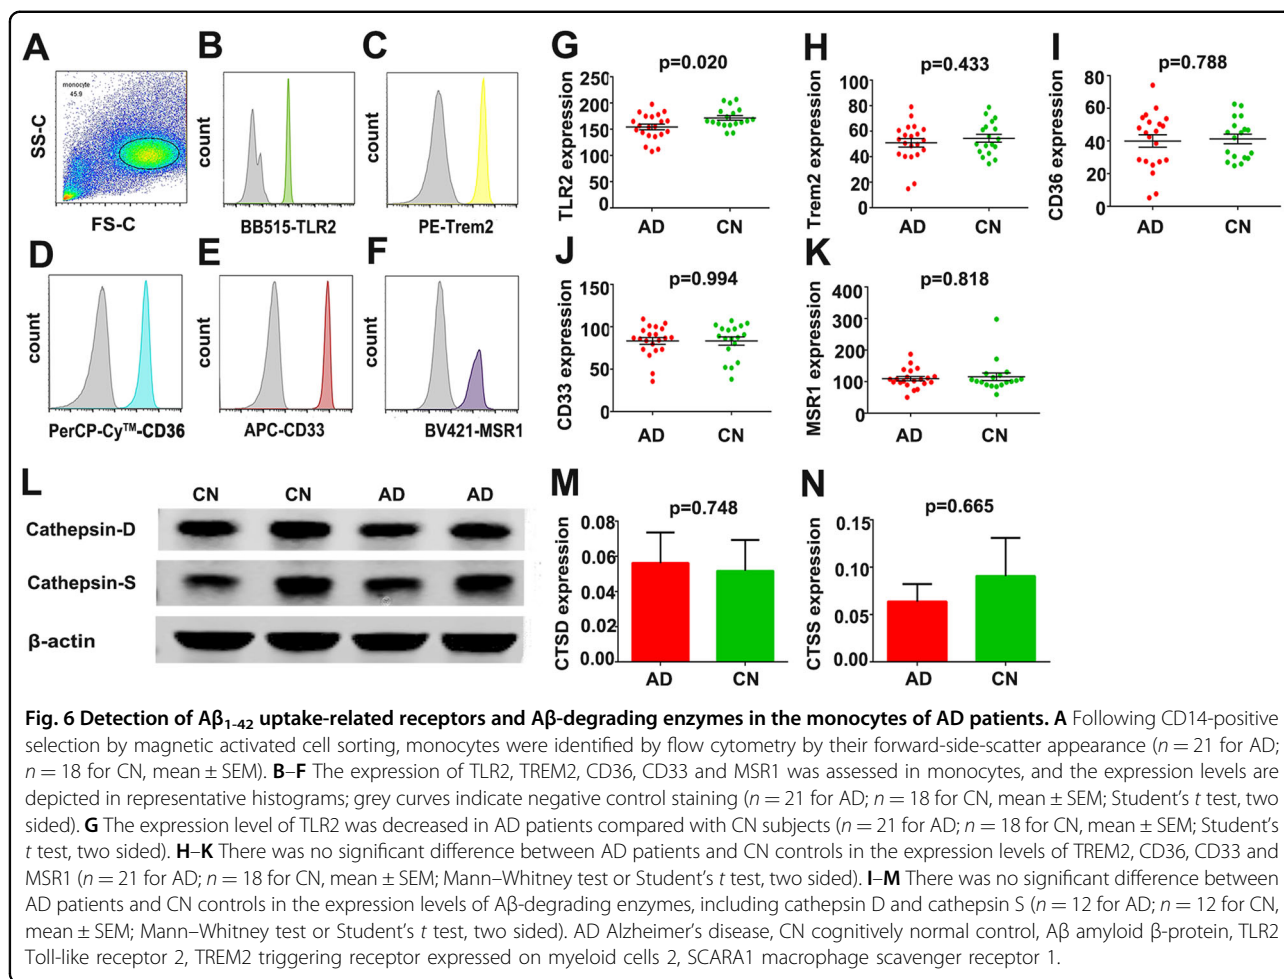 A
B
C
G
H
I
monocyte
45.9
SS-C
FS-C
count
BB515-TLR2
count
PE-Trem2
p=0.020
TLR2 expression
250
200
150
100
50
0
AD
CN
p=0.433
Trem2 expression
100
80
60
40
20
0
AD
CN
p=0.788
CD36 expression
80
60
40
20
0
AD
CN
D
E
F
J
K
count
PerCP-Cy™-CD36
count
APC-CD33
count
BV421-MSR1
p=0.994
CD33 expression
150
100
50
0
AD
CN
p=0.818
MSR1 expression
400
300
200
100
0
AD
CN
L
CN CN AD AD
Cathepsin-D
Cathepsin-S
β-actin
M
p=0.748
CTSD expression
0.08
0.06
0.04
0.02
0.00
AD
CN
N
p=0.665
CTSS expression
0.15
0.10
0.05
0.00
AD
CN
Fig. 6 Detection of Aβ1-42 uptake-related receptors and Aβ-degrading enzymes in the monocytes of AD patients. A Following CD14-positive
selection by magnetic activated cell sorting, monocytes were identified by flow cytometry by their forward-side-scatter appearance (n = 21 for AD;
n = 18 for CN, mean ± SEM). B–F The expression of TLR2, TREM2, CD36, CD33 and MSR1 was assessed in monocytes, and the expression levels are
depicted in representative histograms; grey curves indicate negative control staining (n = 21 for AD; n = 18 for CN, mean ± SEM; Student's t test, two
sided). G The expression level of TLR2 was decreased in AD patients compared with CN subjects (n = 21 for AD; n = 18 for CN, mean ± SEM; Student's
t test, two sided). H–K There was no significant difference between AD patients and CN controls in the expression levels of TREM2, CD36, CD33 and
MSR1 (n = 21 for AD; n = 18 for CN, mean ± SEM; Mann–Whitney test or Student's t test, two sided). I–M There was no significant difference between
AD patients and CN controls in the expression levels of Aβ-degrading enzymes, including cathepsin D and cathepsin S (n = 12 for AD; n = 12 for CN,
mean ± SEM; Mann–Whitney test or Student's t test, two sided). AD Alzheimer's disease, CN cognitively normal control, Aβ amyloid β-protein, TLR2
Toll-like receptor 2, TREM2 triggering receptor expressed on myeloid cells 2, SCARA1 macrophage scavenger receptor 1.